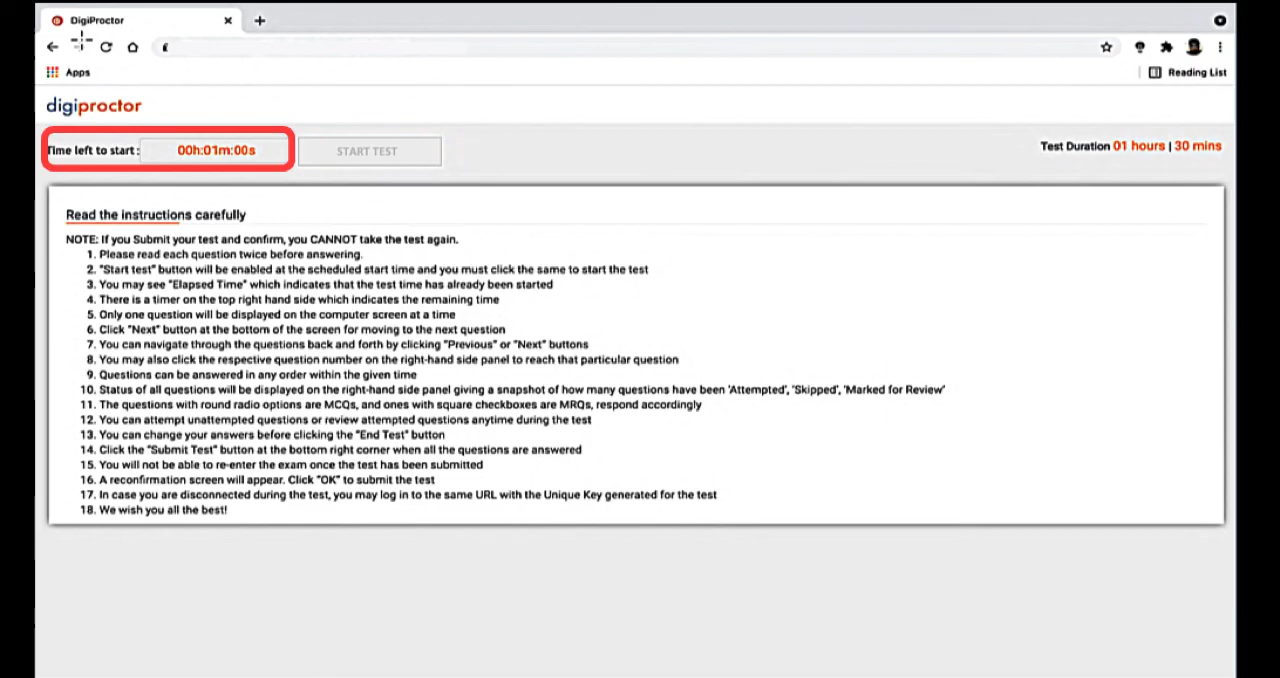 DigiProctor
Apps
Reading List
digiproctor
Time left to start : 00h:01m:00s START TEST
Test Duration 01 hours | 30 mins
Read the instructions carefully
NOTE: If you Submit your test and confirm, you CANNOT take the test again.
1. Please read each question twice before answering.
2. "Start test" button will be enabled at the scheduled start time and you must click the same to start the test
3. You may see "Elapsed Time" which indicates that the test time has already been started
4. There is a timer on the top right hand side which indicates the remaining time
5. Only one question will be displayed on the computer screen at a time
6. Click "Next" button at the bottom of the screen for moving to the next question
7. You can navigate through the questions back and forth by clicking "Previous" or "Next" buttons
8. You may also click the respective question number on the right-hand side panel to reach that particular question
9. Questions can be answered in any order within the given time
10. Status of all questions will be displayed on the right-hand side panel giving a snapshot of how many questions have been 'Attempted', 'Skipped', 'Marked for Review'
11. The questions with round radio options are MCQs, and ones with square checkboxes are MRQs, respond accordingly
12. You can attempt unattempted questions or review attempted questions anytime during the test
13. You can change your answers before clicking the "End Test" button
14. Click the "Submit Test" button at the bottom right corner when all the questions are answered
15. You will not be able to re-enter the exam once the test has been submitted
16. A reconfirmation screen will appear. Click "OK" to submit the test
17. In case you are disconnected during the test, you may log in to the same URL with the Unique Key generated for the test
18. We wish you all the best!